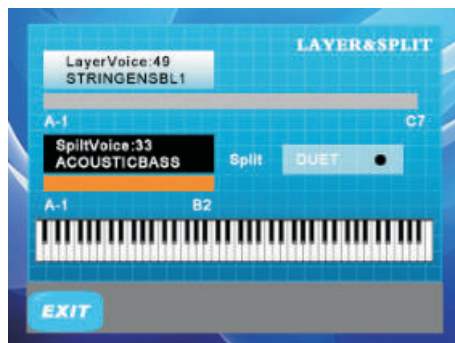 LAYER&SPLIT
LayerVoice:49
STRINGENSBL1
A-1 C7
SpiltVoice:33
ACOUSTICBASS
Split DUET
A-1 B2
EXIT